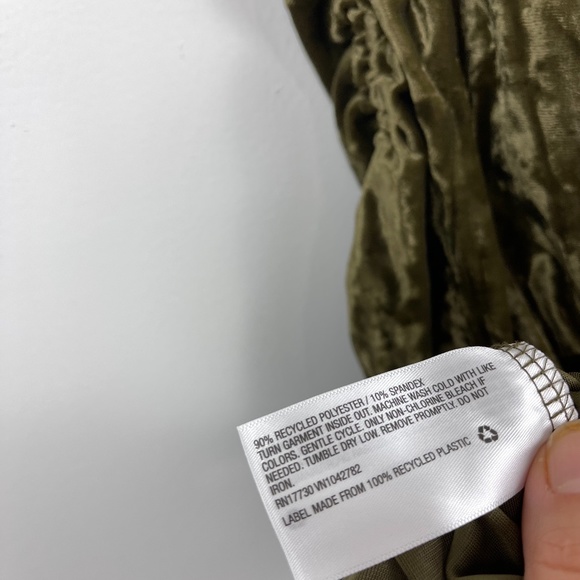 90% RECYCLED POLYESTER / 10% SPANDEX
TURN GARMENT INSIDE OUT. MACHINE WASH COLD WITH LIKE
COLORS. GENTLE CYCLE. ONLY NON-CHLORINE BLEACH IF
NEEDED. TUMBLE DRY LOW. REMOVE PROMPTLY. DO NOT
IRON.
RN17730 VN1042782
LABEL MADE FROM 100% RECYCLED PLASTIC